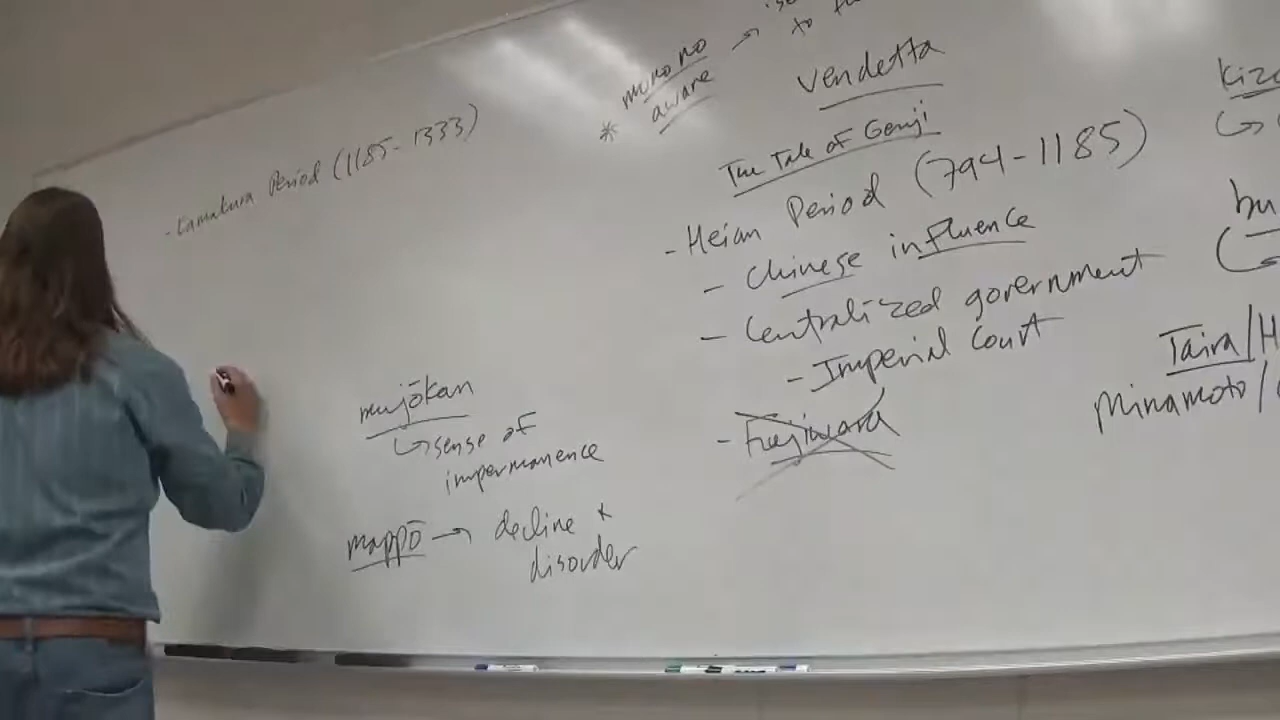 - Kamakura Period (1185-1333)
mujōkan
↳ sense of
impermanence
mappō → decline +
disorder
* mono no
aware →
to
Vendetta
The Tale of Genji
- Heian Period (794-1185)
- Chinese influence
- Centralized government
- Imperial Court
- Fujiwara
Taira/H
Minamoto/